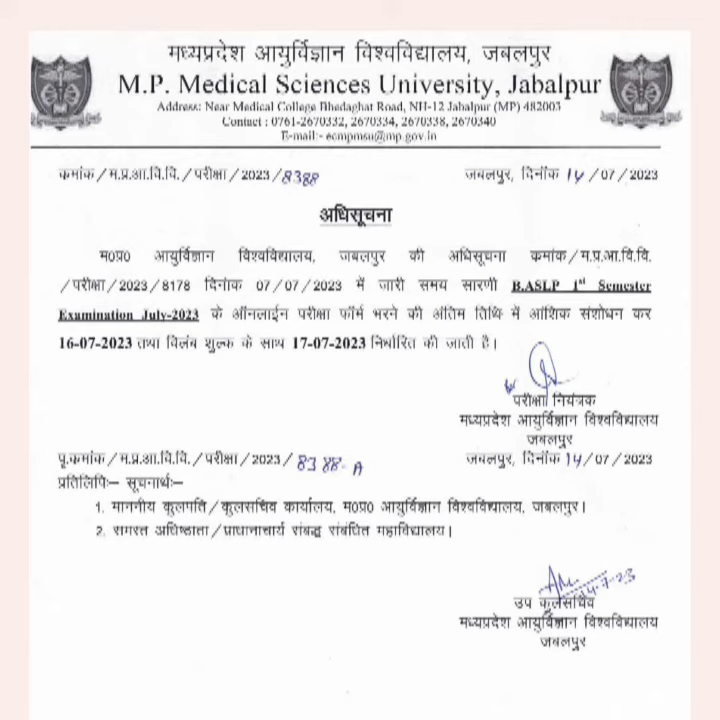 मध्यप्रदेश आयुर्विज्ञान विश्वविद्यालय, जबलपुर
M.P. Medical Sciences University, Jabalpur
Address: Near Medical College Bhedaghat Road, NH-12 Jabalpur (MP) 482003
Contact : 0761-2670332, 2670334, 2670338, 2670340
E-mail:- ecmpmsu@mp.gov.in
कमांक/म.प्र.आ.वि.वि./परीक्षा/2023/8388 जबलपुर, दिनॉक 14/07/2023
अधिसूचना
म0प्र0 आयुर्विज्ञान विश्वविद्यालय, जबलपुर की अधिसूचना कमांक/म.प्र.आ.वि.वि.
/परीक्षा/2023/8178 दिनांक 07/07/2023 में जारी समय सारणी B.ASLP 1st Semester
Examination July-2023 के ऑनलाईन परीक्षा फॉर्म भरने की अंतिम तिथि में आंशिक संशोधन कर
16-07-2023 तथा विलंब शुल्क के साथ 17-07-2023 निर्धारित की जाती है।
परीक्षा नियंत्रक
मध्यप्रदेश आयुर्विज्ञान विश्वविद्यालय
जबलपुर
पृ.कमांक/म.प्र.आ.वि.वि./परीक्षा/2023/8388-A जबलपुर, दिनॉक 14/07/2023
प्रतिलिपिः– सूचनार्थः–
1. माननीय कुलपति/कुलसचिव कार्यालय, म0प्र0 आयुर्विज्ञान विश्वविद्यालय, जबलपुर।
2. समस्त अधिष्ठाता/प्राधानाचार्य संबद्ध संबंधित महाविद्यालय।
14-7-23
उप कुलसचिव
मध्यप्रदेश आयुर्विज्ञान विश्वविद्यालय
जबलपुर